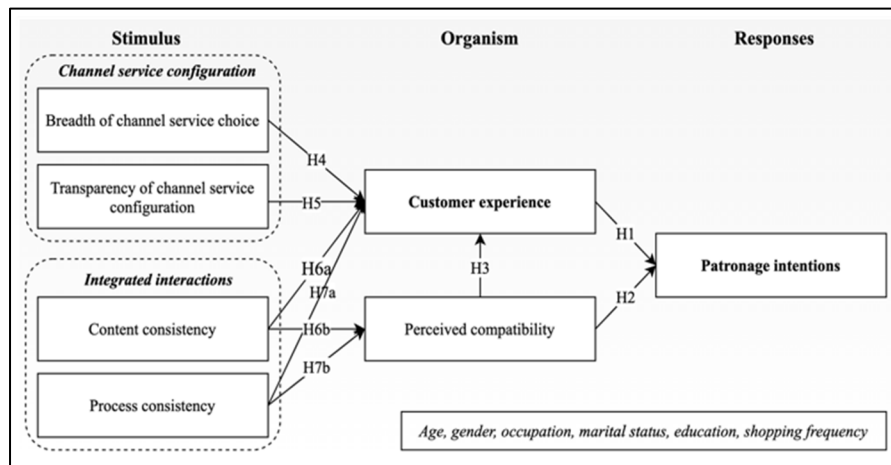 Stimulus
Organism
Responses
Channel service configuration
Breadth of channel service choice
Transparency of channel service
configuration
H4
H5
Customer experience
H1
H3
H2
Patronage intentions
Integrated interactions
Content consistency
Process consistency
H6a
H7a
H6b
H7b
Perceived compatibility
Age, gender, occupation, marital status, education, shopping frequency